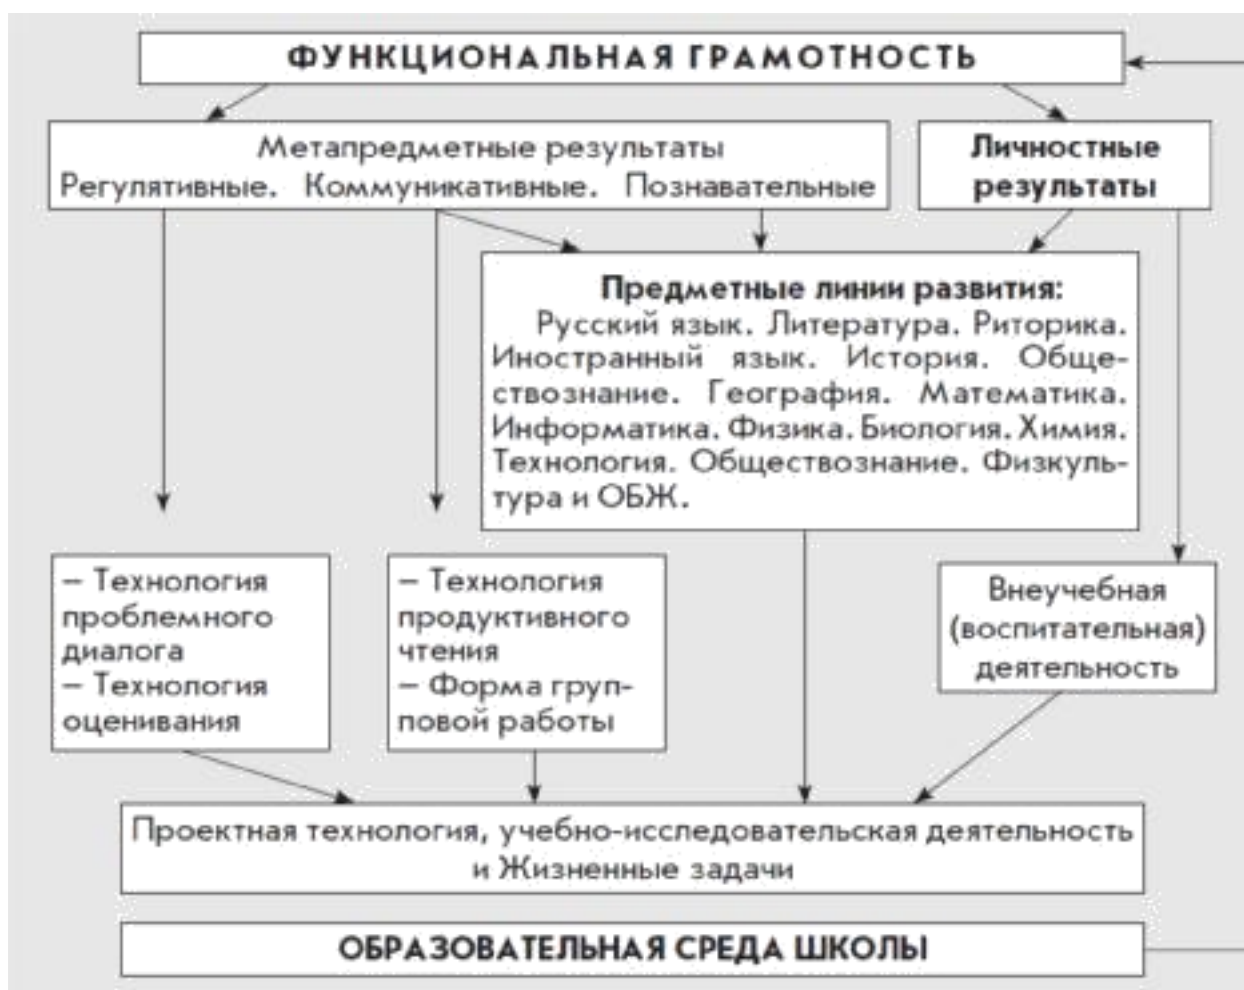 ФУНКЦИОНАЛЬНАЯ ГРАМОТНОСТЬ
Метапредметные результаты
Регулятивные. Коммуникативные. Познавательные
Личностные
результаты
Предметные линии развития:
Русский язык. Литература. Риторика.
Иностранный язык. История. Обще-
ствознание. География. Математика.
Информатика. Физика. Биология. Химия.
Технология. Обществознание. Физкуль-
тура и ОБЖ.
– Технология
проблемного
диалога
– Технология
оценивания
– Технология
продуктивного
чтения
– Форма груп-
повой работы
Внеучебная
(воспитательная)
деятельность
Проектная технология, учебно-исследовательская деятельность
и Жизненные задачи
ОБРАЗОВАТЕЛЬНАЯ СРЕДА ШКОЛЫ